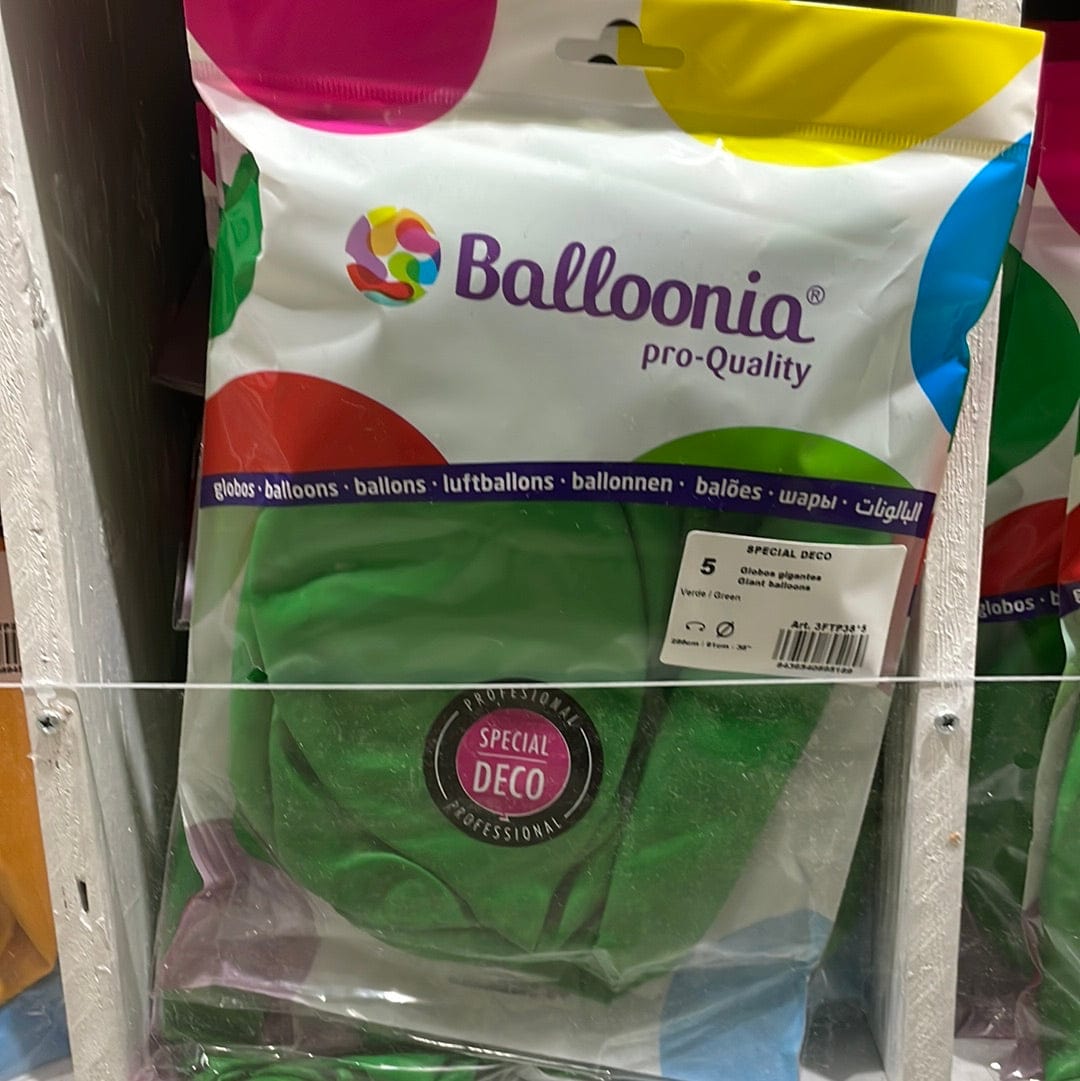 Balloonia®
pro-Quality
globos · balloons · ballons · luftballons · ballonnen · balões · шары · البالونات
SPECIAL DECO
5
Globos gigantes
Giant balloons
Verde / Green
Art. 3FTP38*5
PROFESIONAL
SPECIAL
DECO
PROFESSIONAL
globos ·